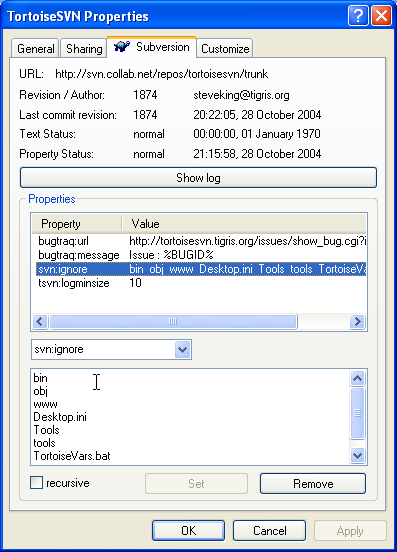 TortoiseSVN Properties
General Sharing Subversion Customize
URL: http://svn.collab.net/repos/tortoisesvn/trunk
Revision / Author: 1874 steveking@tigris.org
Last commit revision: 1874 20:22:05, 28 October 2004
Text Status: normal 00:00:00, 01 January 1970
Property Status: normal 21:15:58, 28 October 2004
Show log
Properties
Property Value
bugtraq:url http://tortoisesvn.tigris.org/issues/show_bug.cgi?i
bugtraq:message Issue : %BUGID%
svn:ignore bin obj www Desktop.ini Tools tools TortoiseVa
tsvn:logminsize 10
svn:ignore
bin
obj
www
Desktop.ini
Tools
tools
TortoiseVars.bat
recursive Set Remove
OK Cancel Apply